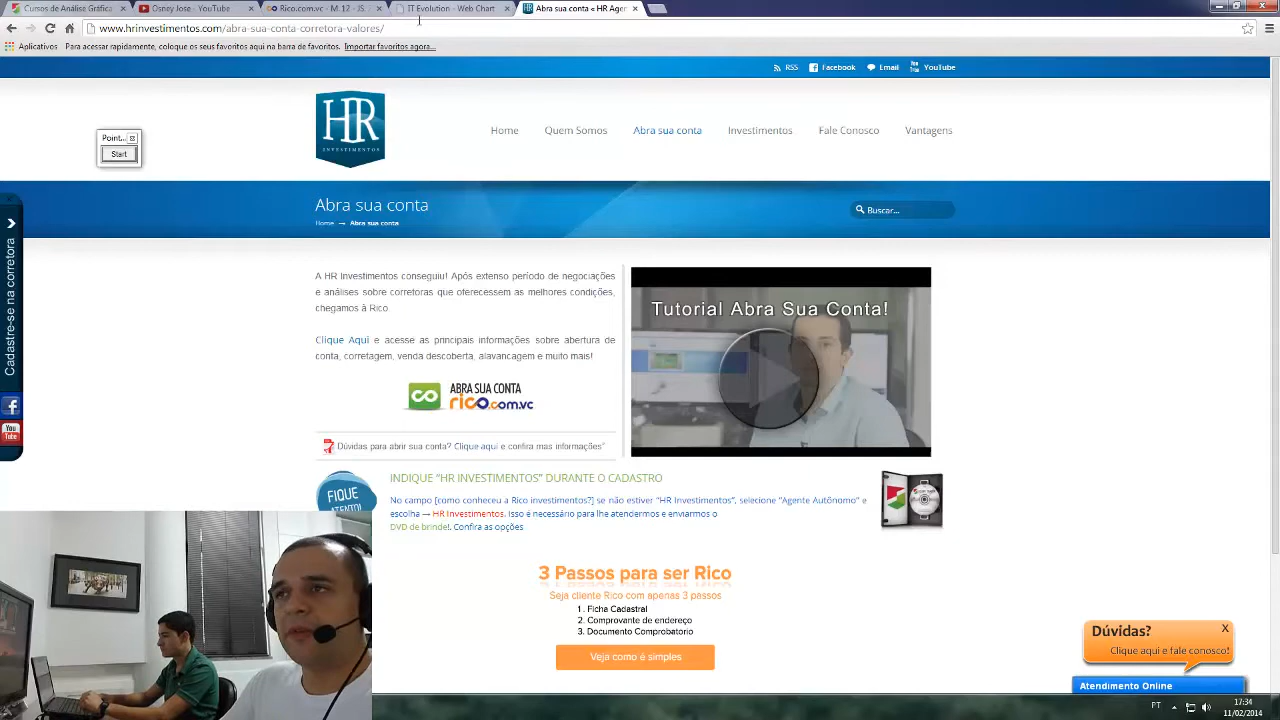 Cursos de Análise Gráfica
Osney Jose - YouTube
Rico.com.vc - M. 12 - JS.
IT Evolution - Web Chart
Abra sua conta « HR Agen
www.hrinvestimentos.com/abra-sua-conta-corretora-valores/
Aplicativos Para acessar rapidamente, coloque os seus favoritos aqui na barra de favoritos. Importar favoritos agora...
RSS Facebook Email YouTube
HR
INVESTIMENTOS
Home Quem Somos Abra sua conta Investimentos Fale Conosco Vantagens
Point... x
Start
Abra sua conta
Home → Abra sua conta
Buscar...
Cadastre-se na corretora
You
Tube
A HR Investimentos conseguiu! Após extenso período de negociações
e análises sobre corretoras que oferecessem as melhores condições,
chegamos à Rico
Clique Aqui e acesse as principais informações sobre abertura de
conta, corretagem, venda descoberta, alavancagem e muito mais!
ABRA SUA CONTA
rico.com.vc
Dúvidas para abrir sua conta? Clique aqui e confira mas informações"
Tutorial Abra Sua Conta!
FIQUE
ATENTO!
INDIQUE “HR INVESTIMENTOS” DURANTE O CADASTRO
No campo [como conheceu a Rico investimentos?] se não estiver “HR Investimentos”, selecione “Agente Autônomo” e
escolha → HR Investimentos. Isso é necessário para lhe atendermos e enviarmos o
DVD de brinde!. Confira as opções
3 Passos para ser Rico
Seja cliente Rico com apenas 3 passos
1. Ficha Cadastral
2. Comprovante de endereço
3. Documento Comprobatorio
Veja como é simples
Dúvidas? X
Clique aqui e fale conosco!
Atendimento Online
PT
17:34
11/02/2014